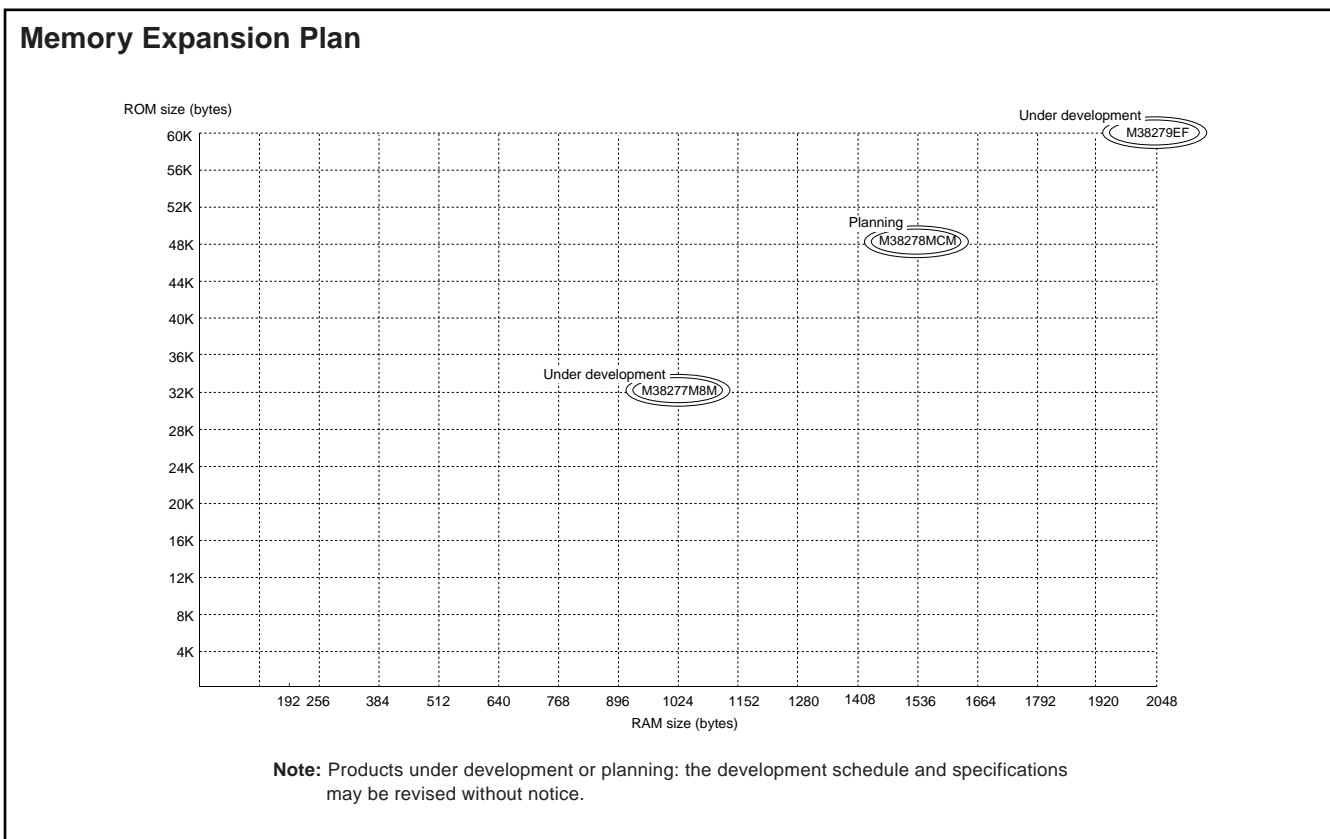 Memory Expansion Plan
ROM size (bytes)
Under development
60K
M38279EF
56K
52K
Planning
48K
M38278MCM
44K
40K
36K
Under development
32K
M38277M8M
28K
24K
20K
16K
12K
8K
4K
192 256 384 512 640 768 896 1024 1152 1280 1408 1536 1664 1792 1920 2048
RAM size (bytes)
Note: Products under development or planning: the development schedule and specifications
may be revised without notice.